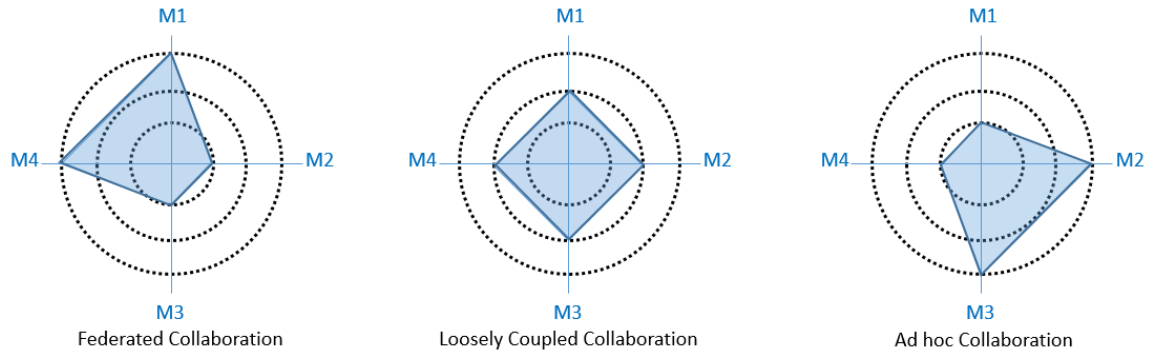 M1
M4
M2
M3
Federated Collaboration
M1
M4
M2
M3
Loosely Coupled Collaboration
M1
M4
M2
M3
Ad hoc Collaboration